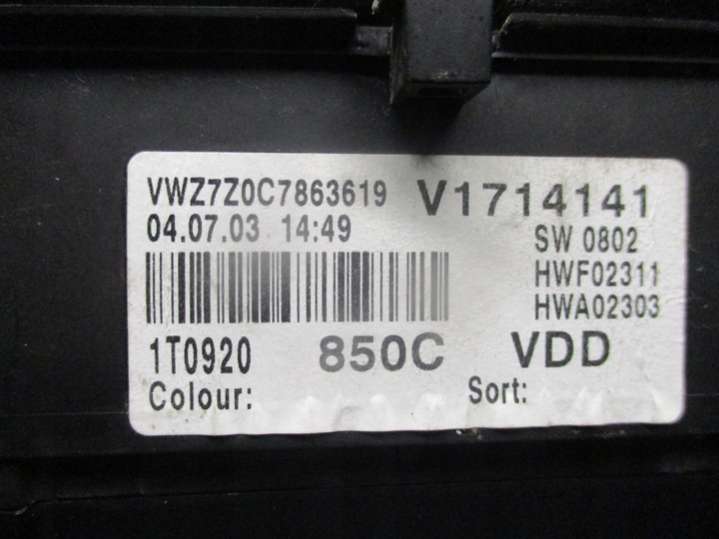 VWZ7Z0C7863619 V1714141
04.07.03 14:49 SW 0802
HWF02311
HWA02303
1T0920 850C VDD
Colour: Sort: